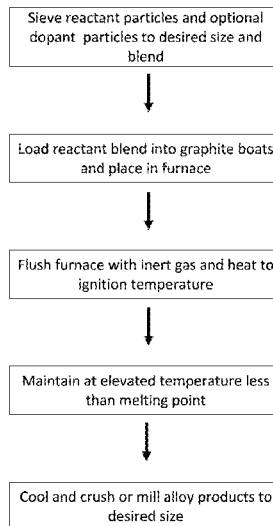 Sieve reactant particles and optional
dopant particles to desired size and
blend
Load reactant blend into graphite boats
and place in furnace
Flush furnace with inert gas and heat to
ignition temperature
Maintain at elevated temperature less
than melting point
Cool and crush or mill alloy products to
desired size